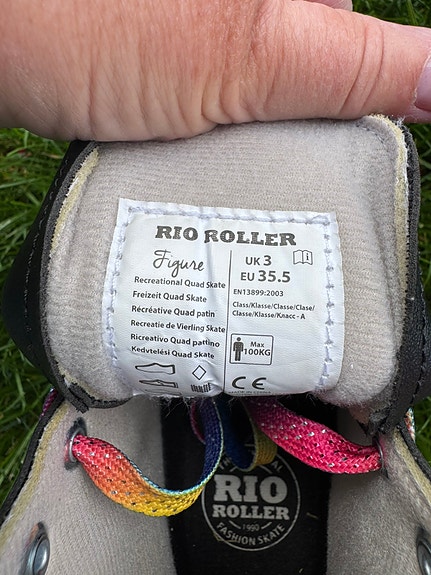 RIO ROLLER
Figure
Recreational Quad Skate
Freizeit Quad Skate
Récréative Quad patin
Recreatie de Vierling Skate
Ricreativo Quad pattino
Kedvtelési Quad Skate
UK 3
EU 35.5
EN13899:2003
Class/Klasse/Classe/Clase/
Classe/Klasse/Класс - A
Max
100KG
CE
RIO
ROLLER
1990
FASHION SKATE